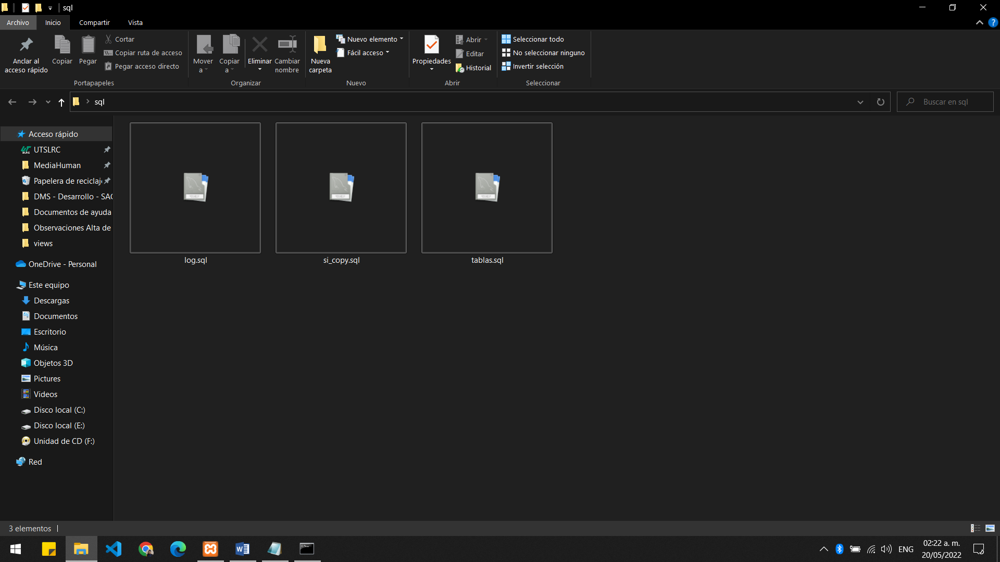 sql
Archivo
Inicio
Compartir
Vista
Anclar al
acceso rápido
Copiar
Pegar
Cortar
Copiar ruta de acceso
Pegar acceso directo
Portapapeles
Mover
a
Copiar
a
Eliminar
Cambiar
nombre
Organizar
Nueva
carpeta
Nuevo elemento
Fácil acceso
Nuevo
Propiedades
Abrir
Editar
Historial
Abrir
Seleccionar todo
No seleccionar ninguno
Invertir selección
Seleccionar
sql
Buscar en sql
Acceso rápido
UTSLRC
MediaHuman
Papelera de reciclaj
DMS - Desarrollo - SAC
Documentos de ayuda
Observaciones Alta de
views
OneDrive - Personal
Este equipo
Descargas
Documentos
Escritorio
Música
Objetos 3D
Pictures
Videos
Disco local (C:)
Disco local (E:)
Unidad de CD (F:)
Red
log.sql
si_copy.sql
tablas.sql
3 elementos
ENG
02:22 a. m.
20/05/2022